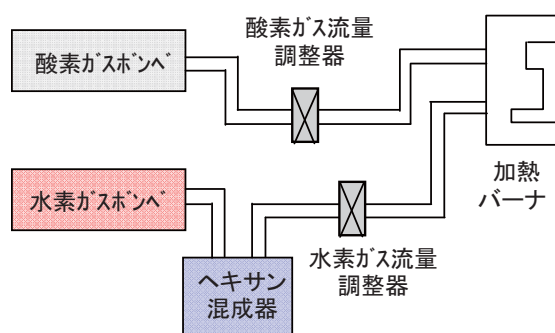 酸素ガス流量
調整器
酸素ガスボンベ
加熱
バーナ
水素ガスボンベ
水素ガス流量
調整器
ヘキサン
混成器